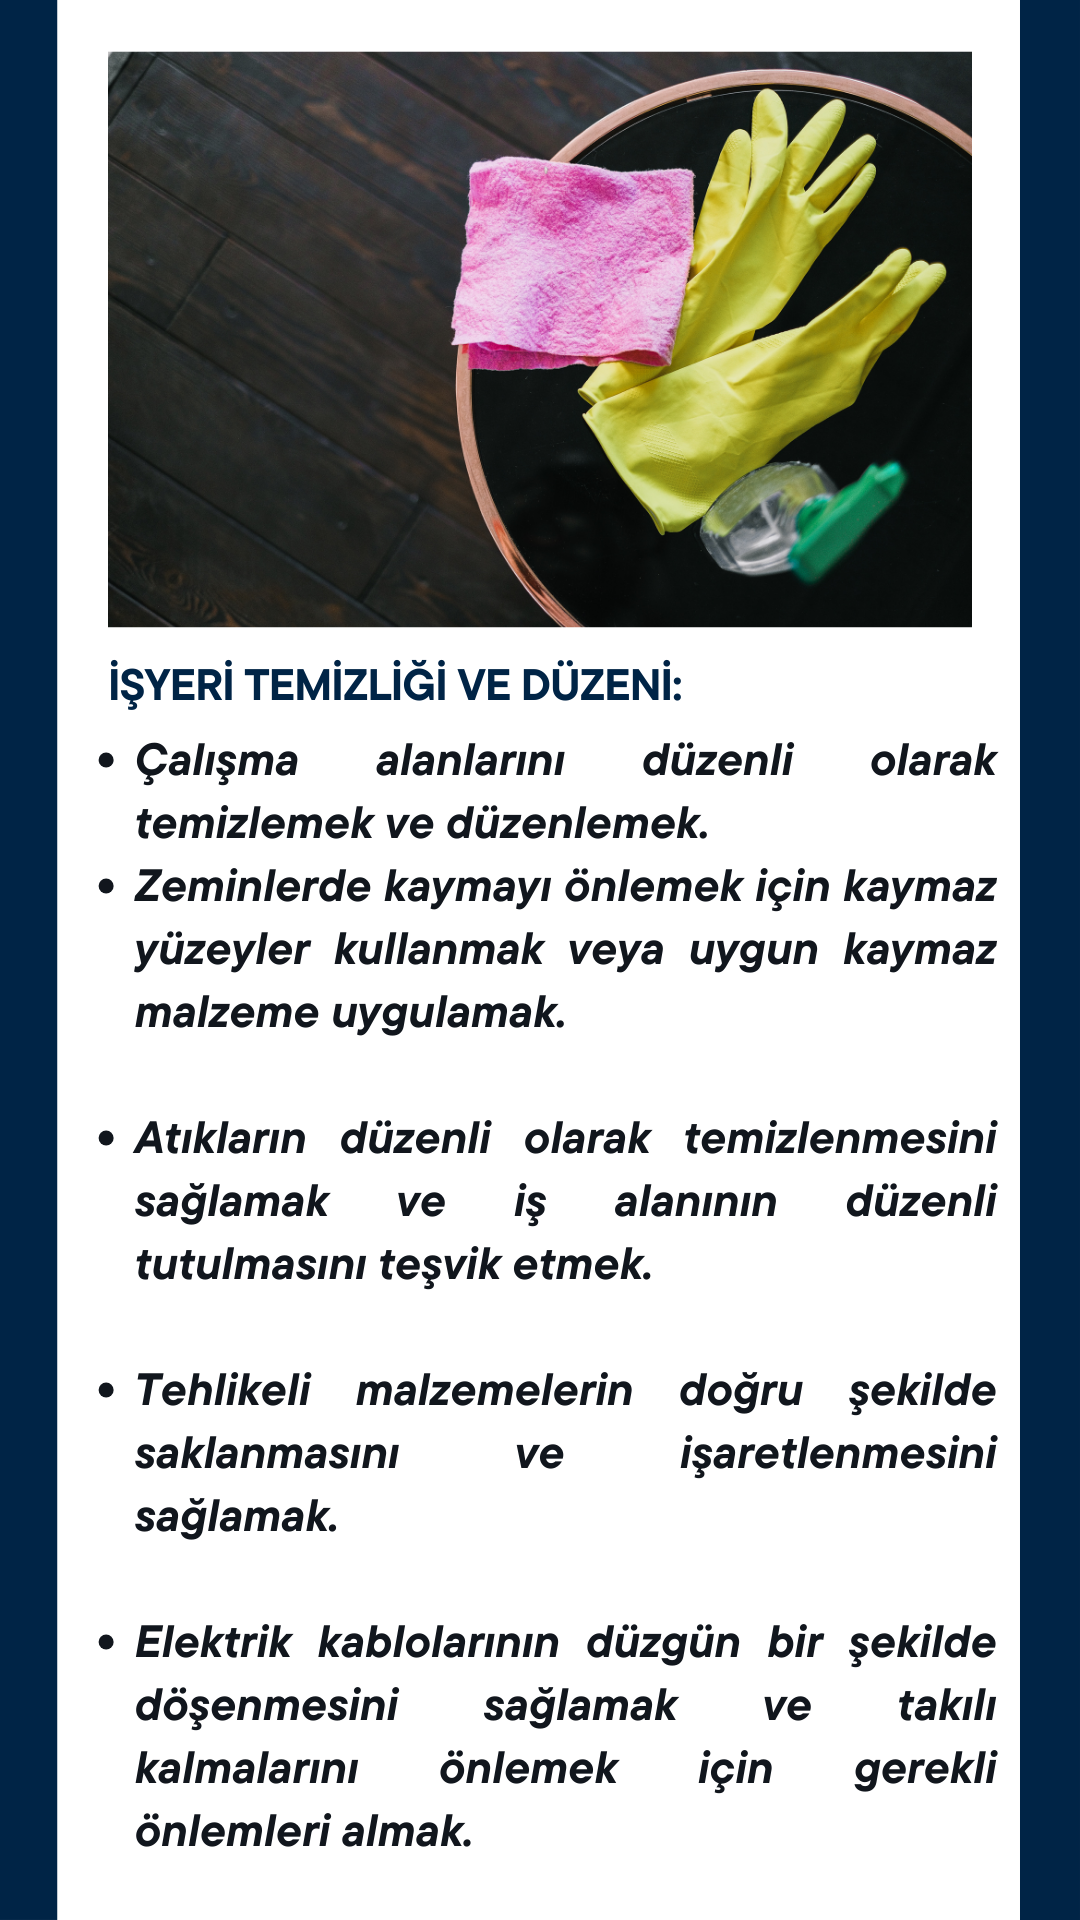 İŞYERİ TEMİZLİĞİ VE DÜZENİ:
• Çalışma alanlarını düzenli olarak
temizlemek ve düzenlemek.
• Zeminlerde kaymayı önlemek için kaymaz
yüzeyler kullanmak veya uygun kaymaz
malzeme uygulamak.
• Atıkların düzenli olarak temizlenmesini
sağlamak ve iş alanının düzenli
tutulmasını teşvik etmek.
• Tehlikeli malzemelerin doğru şekilde
saklanmasını ve işaretlenmesini
sağlamak.
• Elektrik kablolarının düzgün bir şekilde
döşenmesini sağlamak ve takılı
kalmalarını önlemek için gerekli
önlemleri almak.